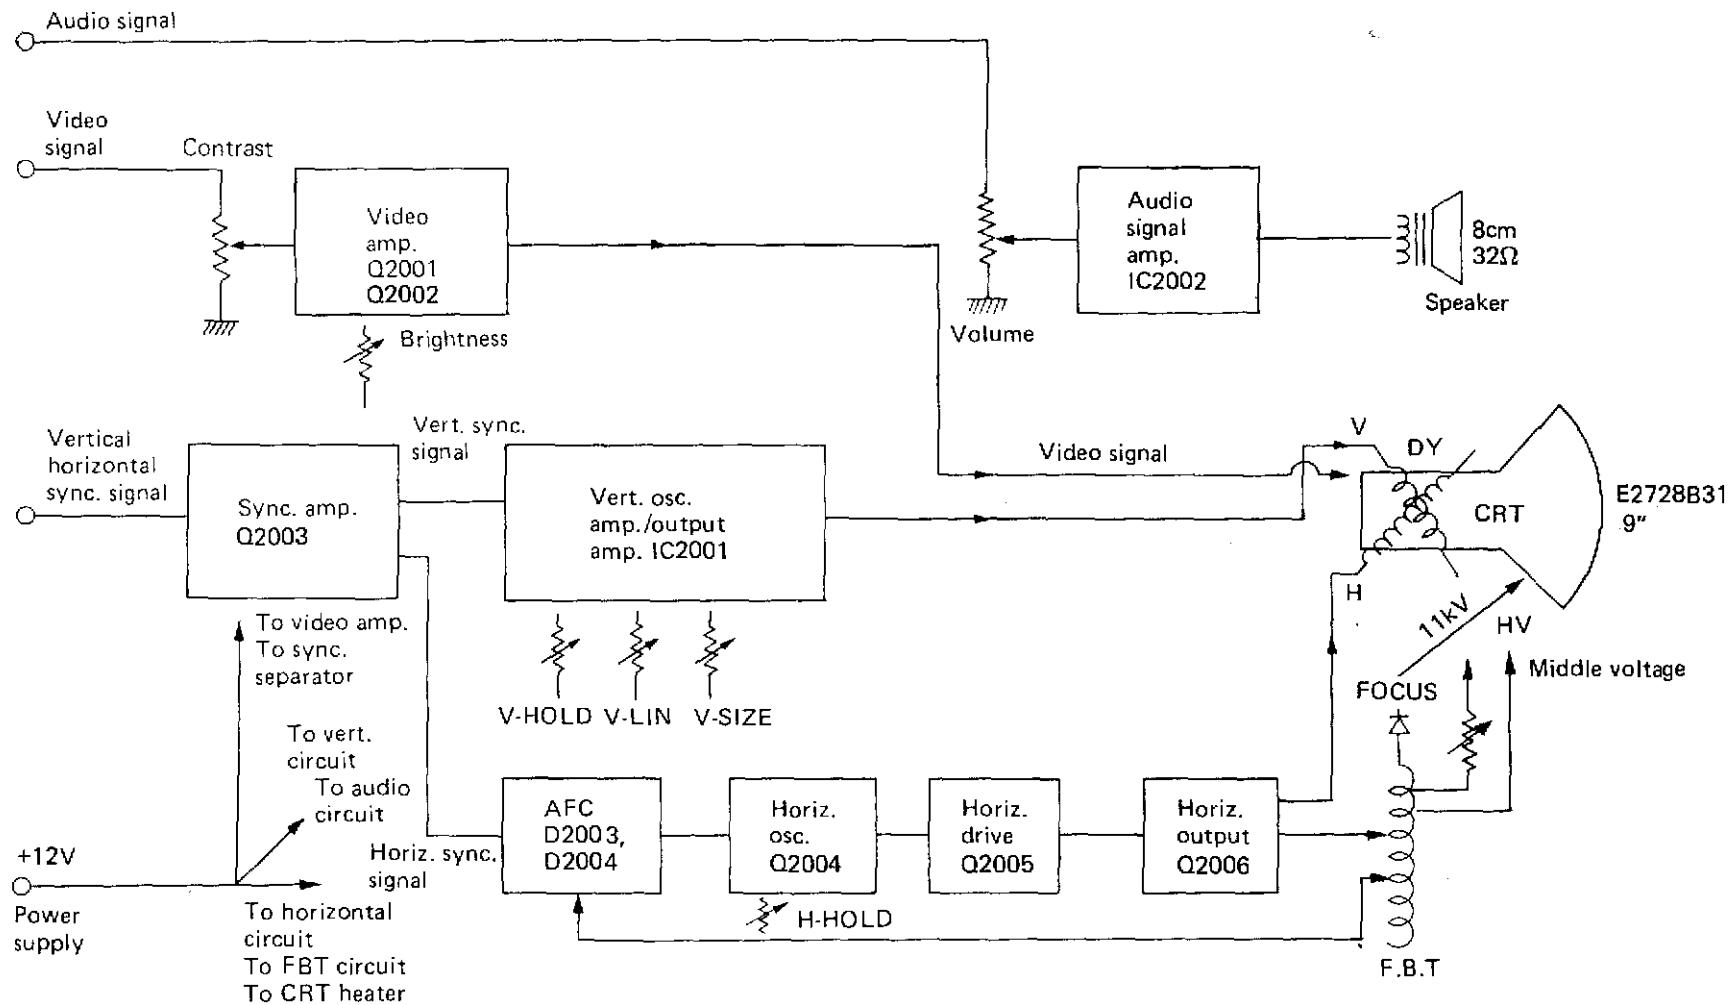 Audio signal
Video
signal
Contrast
Video
amp.
Q2001
Q2002
Brightness
Volume
Audio
signal
amp.
IC2002
8cm
32Ω
Speaker
Vertical
horizontal
sync. signal
Sync. amp.
Q2003
Vert. sync.
signal
Vert. osc.
amp./output
amp. IC2001
Video signal
V
DY
CRT
E2728B31
9"
H
11kV
HV
Middle voltage
FOCUS
To video amp.
To sync.
separator
V-HOLD
V-LIN
V-SIZE
To vert.
circuit
To audio
circuit
+12V
Power
supply
To horizontal
circuit
To FBT circuit
To CRT heater
Horiz. sync.
signal
AFC
D2003,
D2004
Horiz.
osc.
Q2004
H-HOLD
Horiz.
drive
Q2005
Horiz.
output
Q2006
F.B.T